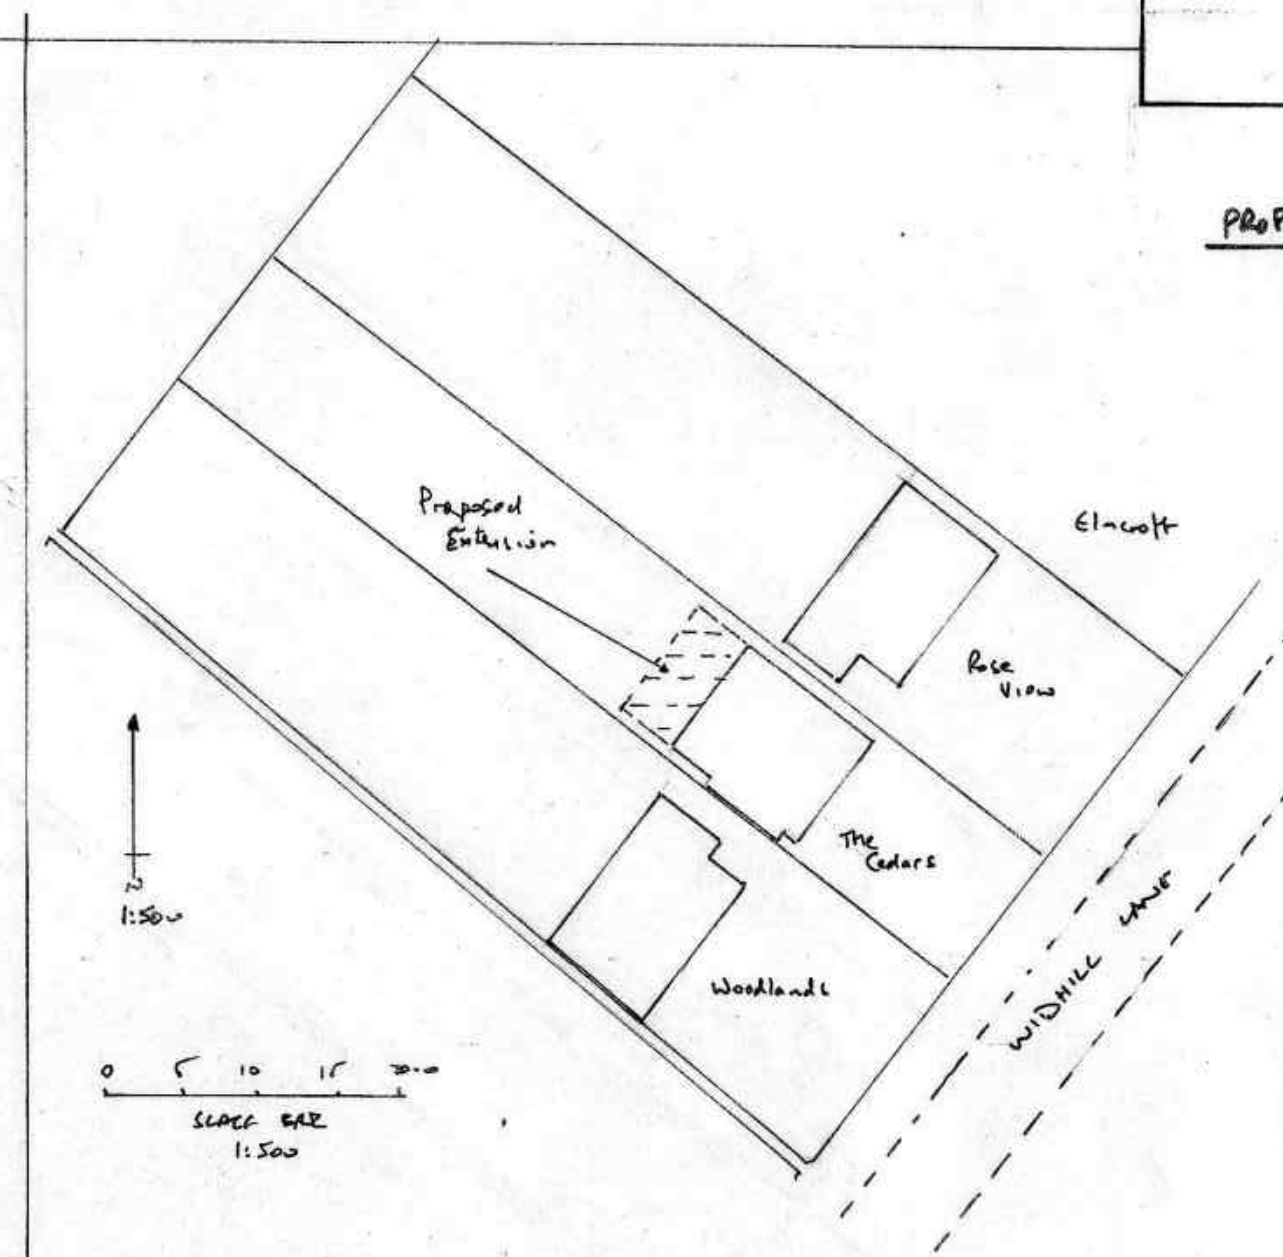 PROP
Proposed
Extension
Elmcroft
Rose
View
The
Cedars
Woodlands
WIDHILL LANE
N
1:500
0 5 10 15 20.0
SCALE BAR
1:500